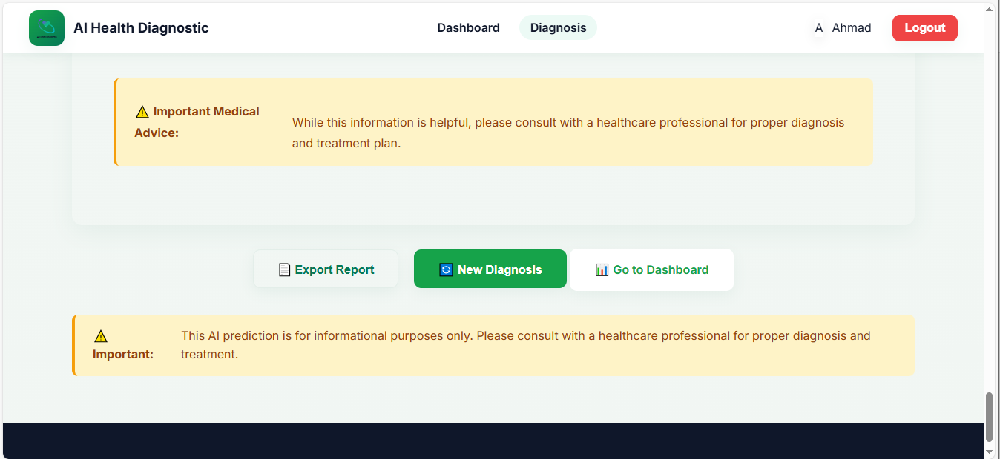 AI Health Diagnostic
Dashboard
Diagnosis
A
Ahmad
Logout
⚠️ Important Medical
Advice:
While this information is helpful, please consult with a healthcare professional for proper diagnosis
and treatment plan.
📄 Export Report
🔄 New Diagnosis
📊 Go to Dashboard
⚠️
Important:
This AI prediction is for informational purposes only. Please consult with a healthcare professional for proper diagnosis and
treatment.